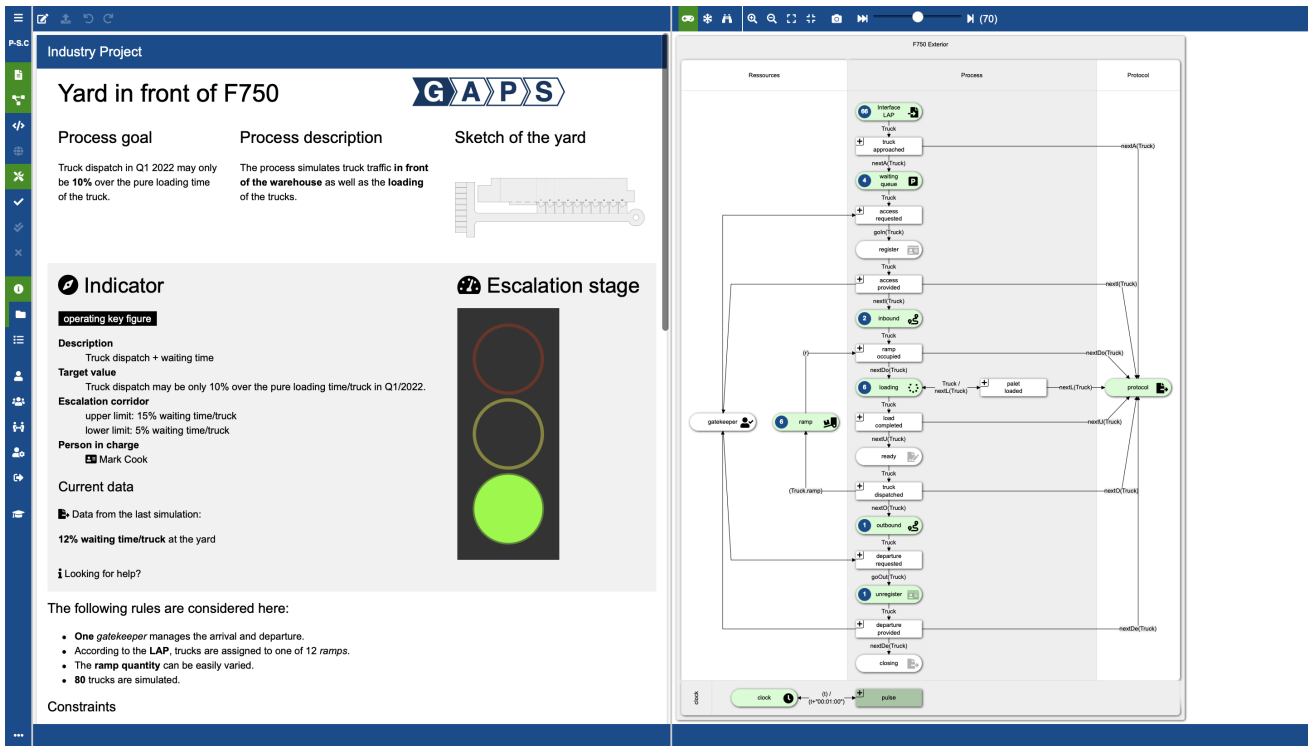 P-S.C
Industry Project
Yard in front of F750
GAPS
Process goal
Truck dispatch in Q1 2022 may only
be 10% over the pure loading time
of the truck.
Process description
The process simulates truck traffic in front
of the warehouse as well as the loading
of the trucks.
Sketch of the yard
Indicator
operating key figure
Description
Truck dispatch + waiting time
Target value
Truck dispatch may be only 10% over the pure loading time/truck in Q1/2022.
Escalation corridor
upper limit: 15% waiting time/truck
lower limit: 5% waiting time/truck
Person in charge
Mark Cook
Current data
Data from the last simulation:
12% waiting time/truck at the yard
Looking for help?
Escalation stage
The following rules are considered here:
• One gatekeeper manages the arrival and departure.
• According to the LAP, trucks are assigned to one of 12 ramps.
• The ramp quantity can be easily varied.
• 80 trucks are simulated.
Constraints
(70)
F750 Exterior
Ressources
Process
Protocol
66 Interface
LAP
Truck
truck
approached
nextA(Truck)
nextA(Truck)
4 waiting
queue P
Truck
access
requested
goIn(Truck)
register
Truck
access
provided
nextI(Truck)
nextI(Truck)
2 inbound
Truck
(r)
ramp
occupied
nextDo(Truck)
nextDo(Truck)
6 loading
Truck /
nextL(Truck)
palet
loaded
nextL(Truck)
protocol
Truck
gatekeeper
6 ramp
load
completed
nextU(Truck)
nextU(Truck)
ready
Truck
(Truck.ramp)
truck
dispatched
nextO(Truck)
nextO(Truck)
1 outbound
Truck
departure
requested
goOut(Truck)
1 unregister
Truck
departure
provided
nextDe(Truck)
nextDe(Truck)
closing
clock
clock
(t) /
(t+"00:01:00")
pulse